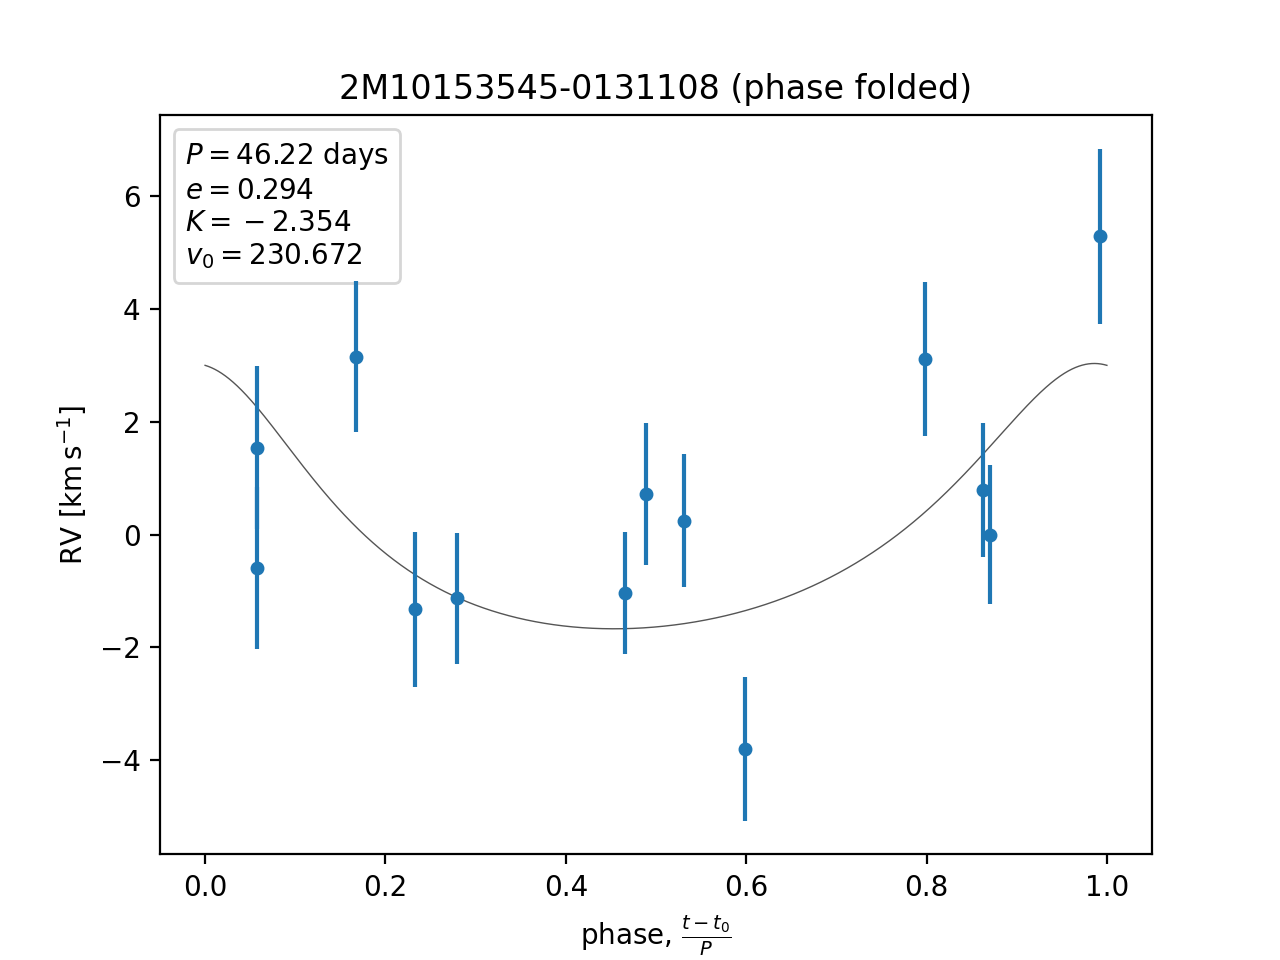 2M10153545-0131108 (phase folded)
P = 46.22 days
e = 0.294
K = −2.354
v₀ = 230.672
RV [km s⁻¹]
6
4
2
0
−2
−4
0.0 0.2 0.4 0.6 0.8 1.0
phase, (t − t₀)/P